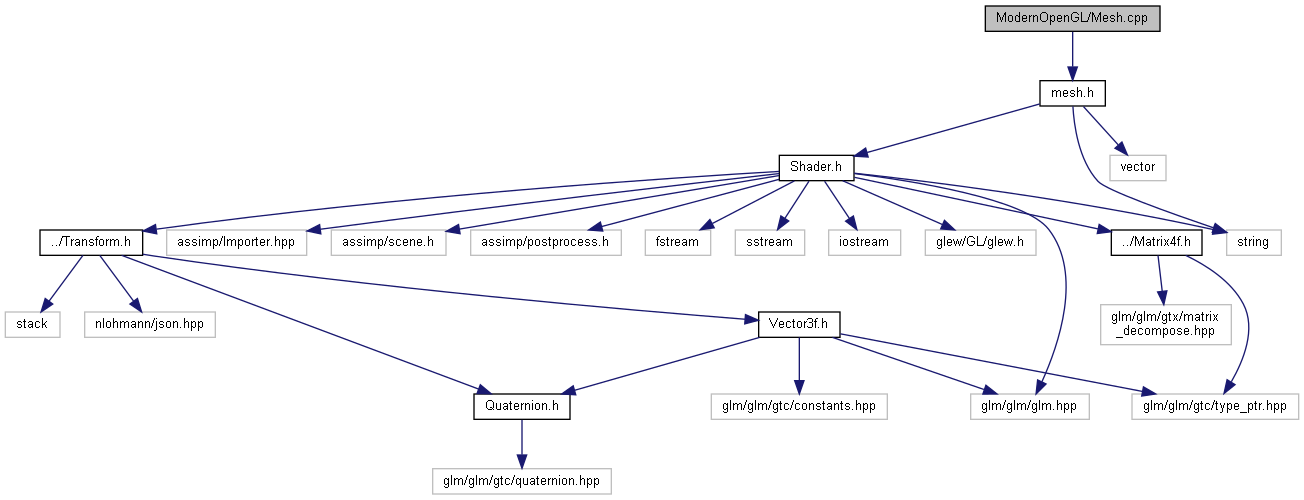 ModernOpenGL/Mesh.cpp
mesh.h
Shader.h
vector
../Transform.h
assimp/Importer.hpp
assimp/scene.h
assimp/postprocess.h
fstream
sstream
iostream
glew/GL/glew.h
../Matrix4f.h
string
stack
nlohmann/json.hpp
Vector3f.h
glm/glm/gtx/matrix
_decompose.hpp
Quaternion.h
glm/glm/gtc/constants.hpp
glm/glm/glm.hpp
glm/glm/gtc/type_ptr.hpp
glm/glm/gtc/quaternion.hpp